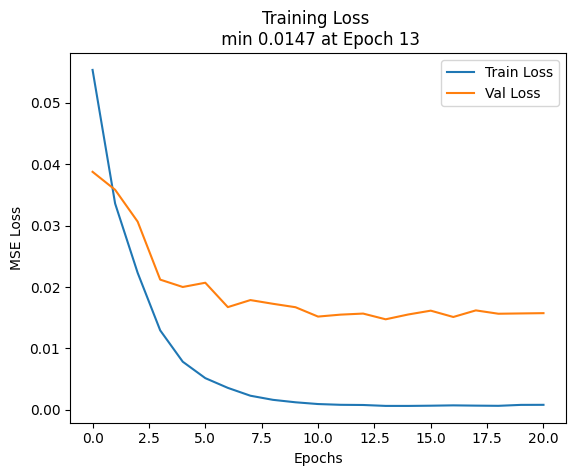 Training Loss
min 0.0147 at Epoch 13
Train Loss
Val Loss
MSE Loss
0.05
0.04
0.03
0.02
0.01
0.00
0.0 2.5 5.0 7.5 10.0 12.5 15.0 17.5 20.0
Epochs